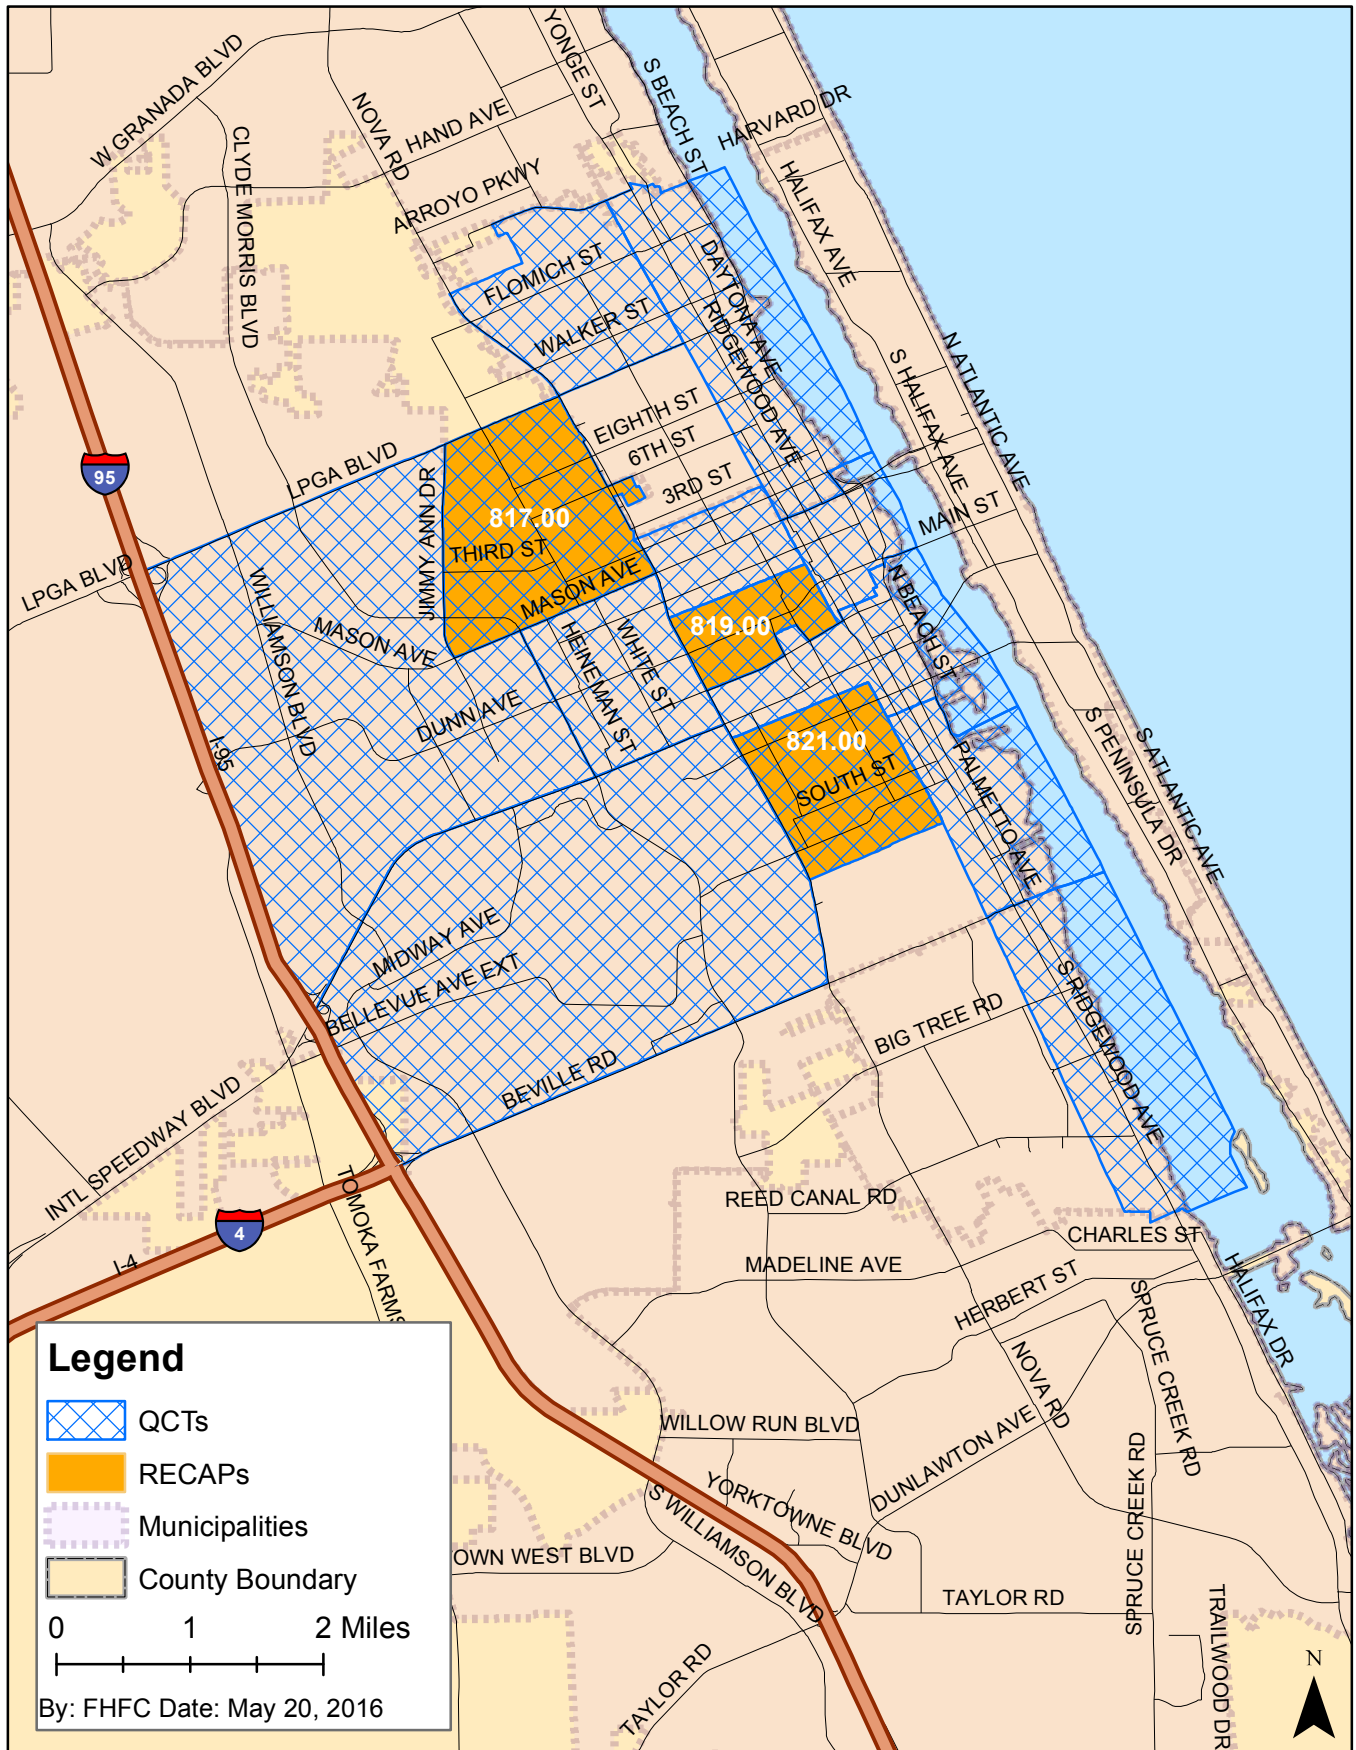 YONGE ST
W GRANADA BLVD
S BEACH ST
NOVA RD
HAND AVE
HARVARD DR
CLYDE MORRIS BLVD
ARROYO PKWY
HALIFAX AVE
FLOMICH ST
DAYTONA AVE
RIDGEWOOD AVE
WALKER ST
S HALIFAX AVE
N ATLANTIC AVE
EIGHTH ST
6TH ST
3RD ST
LPGA BLVD
95
JIMMY ANN DR
817.00
MAIN ST
THIRD ST
LPGA BLVD
MASON AVE
N BEACH ST
WILLIAMSON BLVD
MASON AVE
HEINEMAN ST
WHITE ST
819.00
DUNN AVE
I-95
821.00
SOUTH ST
PALMETTO AVE
S PENINSULA DR
S ATLANTIC AVE
MIDWAY AVE
BELLEVUE AVE EXT
S RIDGEWOOD AVE
BIG TREE RD
BEVILLE RD
INTL SPEEDWAY BLVD
TOMOKA FARMS
REED CANAL RD
4
I-4
CHARLES ST
MADELINE AVE
HERBERT ST
HALIFAX DR
SPRUCE CREEK RD
NOVA RD
WILLOW RUN BLVD
DUNLAWTON AVE
YORKTOWNE BLVD
S WILLIAMSON BLVD
SPRUCE CREEK RD
OWN WEST BLVD
TAYLOR RD
TRAILWOOD DR
TAYLOR RD
N
Legend
QCTs
RECAPs
Municipalities
County Boundary
0 1 2 Miles
By: FHFC Date: May 20, 2016